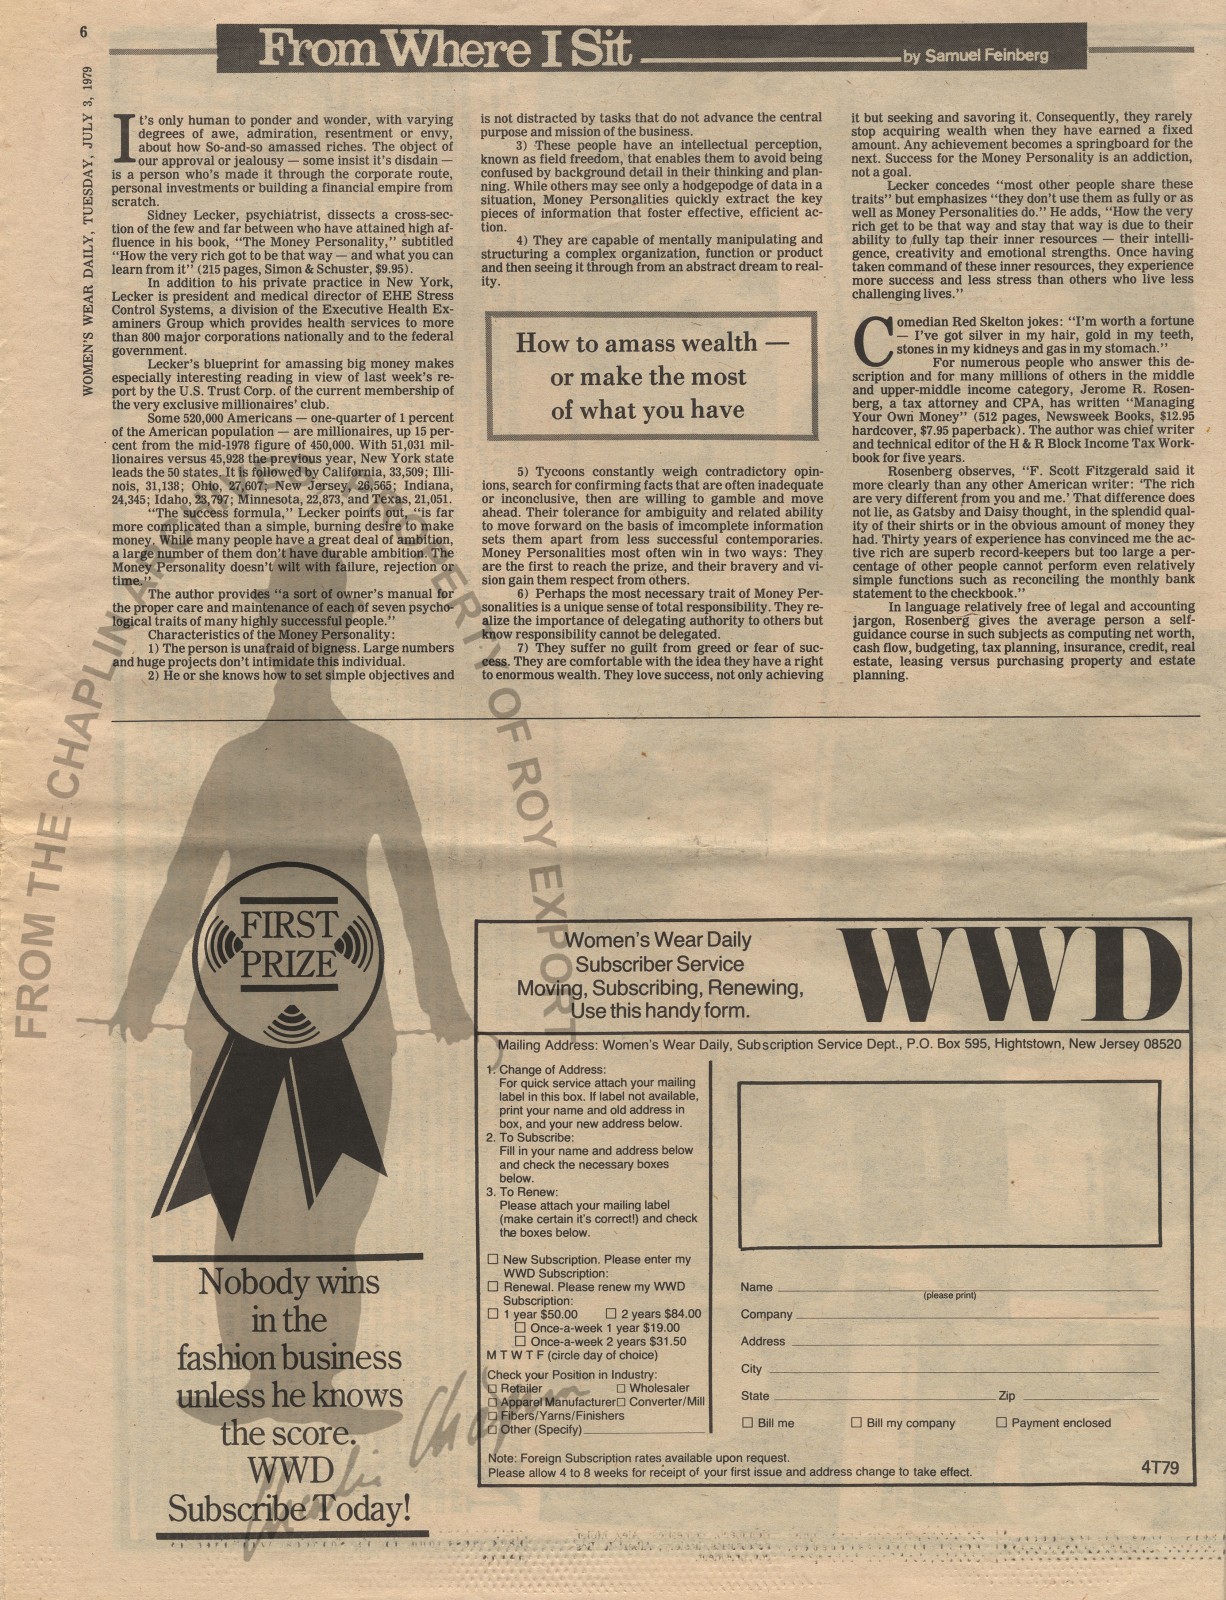 6
From Where I Sit
by Samuel Feinberg
WOMEN'S WEAR DAILY, TUESDAY, JULY 3, 1979
It's only human to ponder and wonder, with varying
degrees of awe, admiration, resentment or envy,
about how So-and-so amassed riches. The object of
our approval or jealousy — some insist it's disdain —
is a person who's made it through the corporate route,
personal investments or building a financial empire from
scratch.
Sidney Lecker, psychiatrist, dissects a cross-sec-
tion of the few and far between who have attained high af-
fluence in his book, "The Money Personality," subtitled
"How the very rich got to be that way — and what you can
learn from it" (215 pages, Simon & Schuster, $9.95).
In addition to his private practice in New York,
Lecker is president and medical director of EHE Stress
Control Systems, a division of the Executive Health Ex-
aminers Group which provides health services to more
than 800 major corporations nationally and to the federal
government.
Lecker's blueprint for amassing big money makes
especially interesting reading in view of last week's re-
port by the U.S. Trust Corp. of the current membership of
the very exclusive millionaires' club.
Some 520,000 Americans — one-quarter of 1 percent
of the American population — are millionaires, up 15 per-
cent from the mid-1978 figure of 450,000. With 51,031 mil-
lionaires versus 45,928 the previous year, New York state
leads the 50 states. It is followed by California, 33,509; Illi-
nois, 31,138; Ohio, 27,607; New Jersey, 26,565; Indiana,
24,345; Idaho, 23,797; Minnesota, 22,873, and Texas, 21,051.
"The success formula," Lecker points out, "is far
more complicated than a simple, burning desire to make
money. While many people have a great deal of ambition,
a large number of them don't have durable ambition. The
Money Personality doesn't wilt with failure, rejection or
time."
The author provides "a sort of owner's manual for
the proper care and maintenance of each of seven psycho-
logical traits of many highly successful people."
Characteristics of the Money Personality:
1) The person is unafraid of bigness. Large numbers
and huge projects don't intimidate this individual.
2) He or she knows how to set simple objectives and
is not distracted by tasks that do not advance the central
purpose and mission of the business.
3) These people have an intellectual perception,
known as field freedom, that enables them to avoid being
confused by background detail in their thinking and plan-
ning. While others may see only a hodgepodge of data in a
situation, Money Personalities quickly extract the key
pieces of information that foster effective, efficient ac-
tion.
4) They are capable of mentally manipulating and
structuring a complex organization, function or product
and then seeing it through from an abstract dream to real-
ity.
How to amass wealth —
or make the most
of what you have
5) Tycoons constantly weigh contradictory opin-
ions, search for confirming facts that are often inadequate
or inconclusive, then are willing to gamble and move
ahead. Their tolerance for ambiguity and related ability
to move forward on the basis of imcomplete information
sets them apart from less successful contemporaries.
Money Personalities most often win in two ways: They
are the first to reach the prize, and their bravery and vi-
sion gain them respect from others.
6) Perhaps the most necessary trait of Money Per-
sonalities is a unique sense of total responsibility. They re-
alize the importance of delegating authority to others but
know responsibility cannot be delegated.
7) They suffer no guilt from greed or fear of suc-
cess. They are comfortable with the idea they have a right
to enormous wealth. They love success, not only achieving
it but seeking and savoring it. Consequently, they rarely
stop acquiring wealth when they have earned a fixed
amount. Any achievement becomes a springboard for the
next. Success for the Money Personality is an addiction,
not a goal.
Lecker concedes "most other people share these
traits" but emphasizes "they don't use them as fully or as
well as Money Personalities do." He adds, "How the very
rich get to be that way and stay that way is due to their
ability to fully tap their inner resources — their intelli-
gence, creativity and emotional strengths. Once having
taken command of these inner resources, they experience
more success and less stress than others who live less
challenging lives."
Comedian Red Skelton jokes: "I'm worth a fortune
— I've got silver in my hair, gold in my teeth,
stones in my kidneys and gas in my stomach."
For numerous people who answer this de-
scription and for many millions of others in the middle
and upper-middle income category, Jerome R. Rosen-
berg, a tax attorney and CPA, has written "Managing
Your Own Money" (512 pages, Newsweek Books, $12.95
hardcover, $7.95 paperback). The author was chief writer
and technical editor of the H & R Block Income Tax Work-
book for five years.
Rosenberg observes, "F. Scott Fitzgerald said it
more clearly than any other American writer: 'The rich
are very different from you and me.' That difference does
not lie, as Gatsby and Daisy thought, in the splendid qual-
ity of their shirts or in the obvious amount of money they
had. Thirty years of experience has convinced me the ac-
tive rich are superb record-keepers but too large a per-
centage of other people cannot perform even relatively
simple functions such as reconciling the monthly bank
statement to the checkbook."
In language relatively free of legal and accounting
jargon, Rosenberg gives the average person a self-
guidance course in such subjects as computing net worth,
cash flow, budgeting, tax planning, insurance, credit, real
estate, leasing versus purchasing property and estate
planning.
FROM THE CHAPLIN ARCHIVES PROPERTY OF ROY EXPORT
FIRST
PRIZE
Nobody wins
in the
fashion business
unless he knows
the score.
WWD
Subscribe Today!
Charlie Chaplin
Women's Wear Daily
Subscriber Service
Moving, Subscribing, Renewing,
Use this handy form.
WWD
Mailing Address: Women's Wear Daily, Subscription Service Dept., P.O. Box 595, Hightstown, New Jersey 08520
1. Change of Address:
For quick service attach your mailing
label in this box. If label not available,
print your name and old address in
box, and your new address below.
2. To Subscribe:
Fill in your name and address below
and check the necessary boxes
below.
3. To Renew:
Please attach your mailing label
(make certain it's correct!) and check
the boxes below.
☐ New Subscription. Please enter my
WWD Subscription:
☐ Renewal. Please renew my WWD
Subscription:
☐ 1 year $50.00 ☐ 2 years $84.00
☐ Once-a-week 1 year $19.00
☐ Once-a-week 2 years $31.50
M T W T F (circle day of choice)
Check your Position in Industry:
☐ Retailer ☐ Wholesaler
☐ Apparel Manufacturer ☐ Converter/Mill
☐ Fibers/Yarns/Finishers
☐ Other (Specify)
Name
(please print)
Company
Address
City
State Zip
☐ Bill me ☐ Bill my company ☐ Payment enclosed
Note: Foreign Subscription rates available upon request.
Please allow 4 to 8 weeks for receipt of your first issue and address change to take effect.
4T79